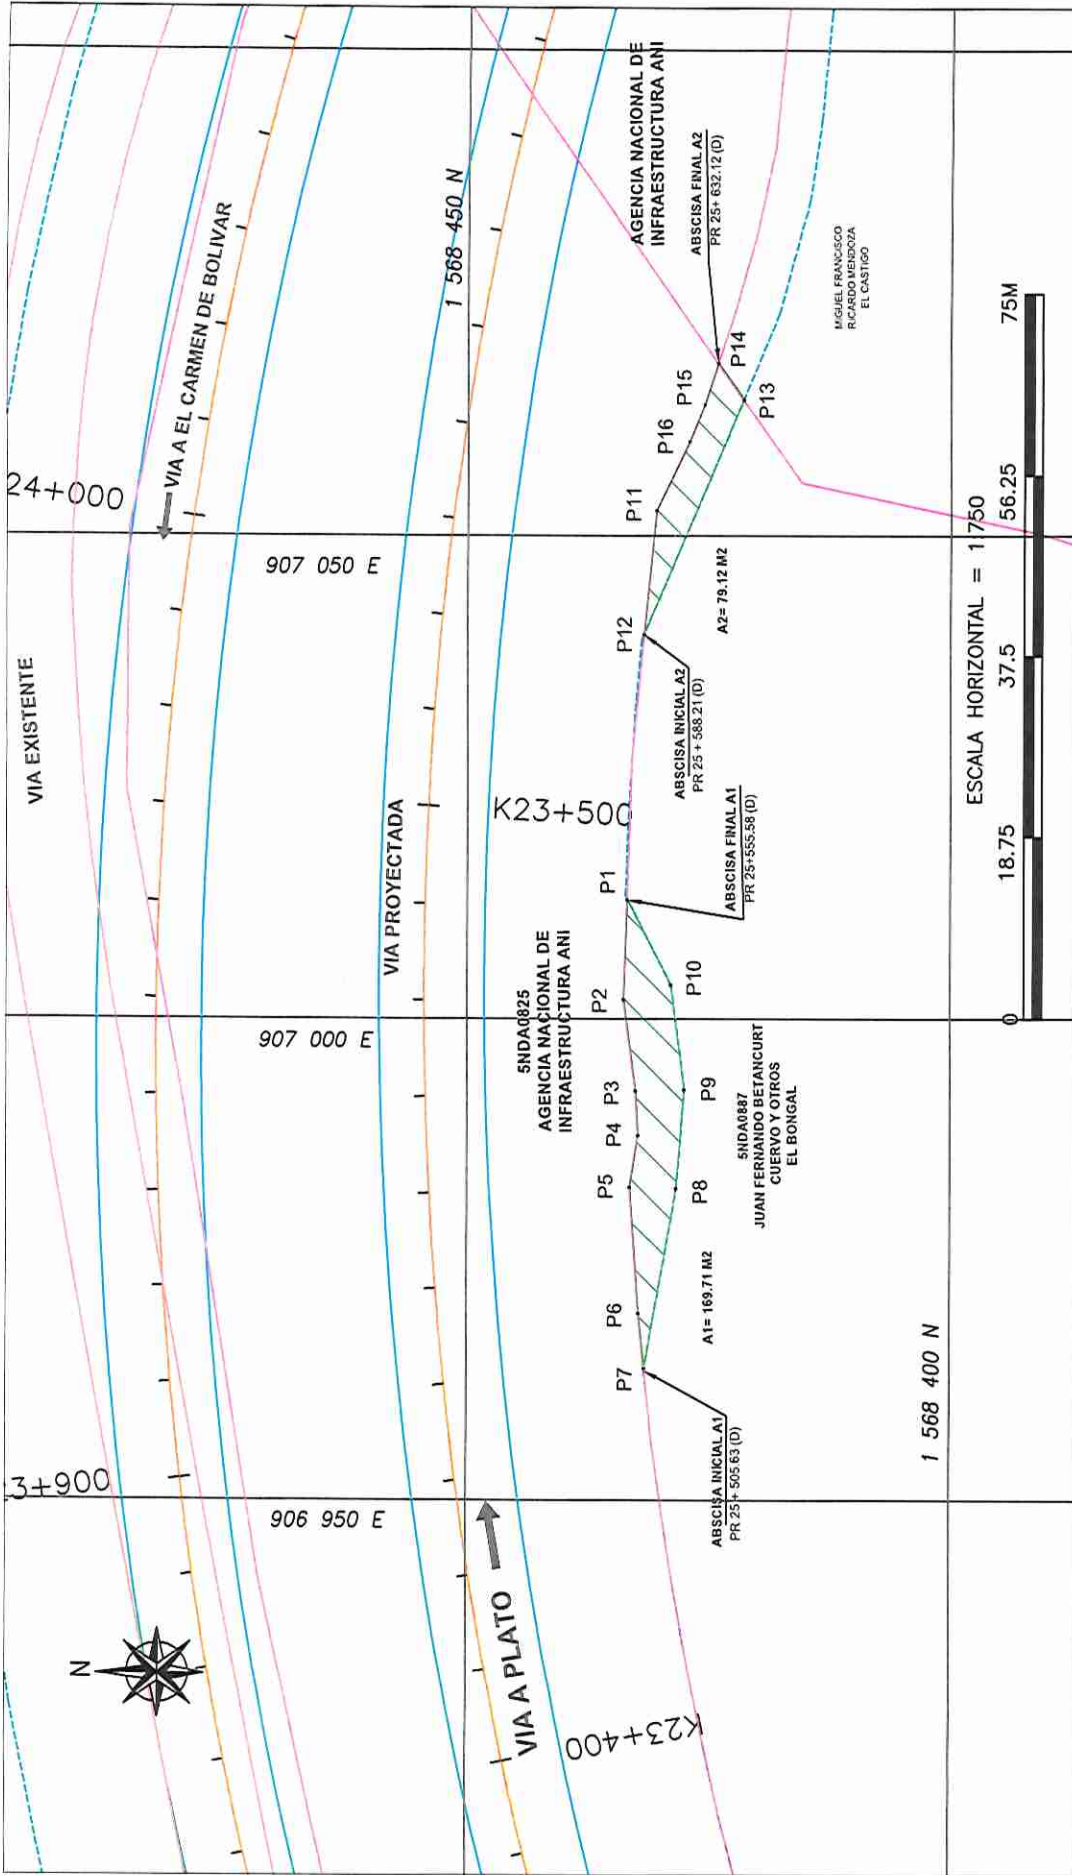 N
VIA EXISTENTE
3+900
24+000
VIA A EL CARMEN DE BOLIVAR
906 950 E
907 000 E
907 050 E
VIA PROYECTADA
1 568 450 N
VIA A PLATO
K23+400
K23+500
5NDA0825
AGENCIA NACIONAL DE
INFRAESTRUCTURA ANI
AGENCIA NACIONAL DE
INFRAESTRUCTURA ANI
P7
P6
P5
P4
P3
P2
P1
P12
P11
P16
P15
P14
P8
P9
P10
P13
ABSCISA INICIAL A1
PR 25+ 505.63 (D)
A1= 169.71 M2
5NDA0887
JUAN FERNANDO BETANCURT
CUERVO Y OTROS
EL BONGAL
ABSCISA FINAL A1
PR 25+555.58 (D)
ABSCISA INICIAL A2
PR 25 + 588.21 (D)
A2= 79.12 M2
ABSCISA FINAL A2
PR 25+ 632.12 (D)
MIGUEL FRANCISCO
RICARDO MENDOZA
EL CASTIGO
1 568 400 N
ESCALA HORIZONTAL = 1:750
0 18.75 37.5 56.25 75M